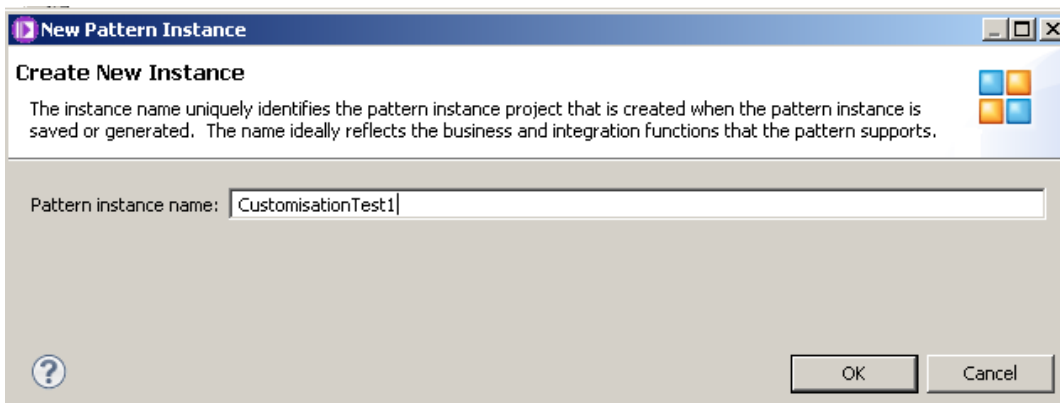 New Pattern Instance
Create New Instance
The instance name uniquely identifies the pattern instance project that is created when the pattern instance is
saved or generated. The name ideally reflects the business and integration functions that the pattern supports.
Pattern instance name: CustomisationTest1
?
OK Cancel